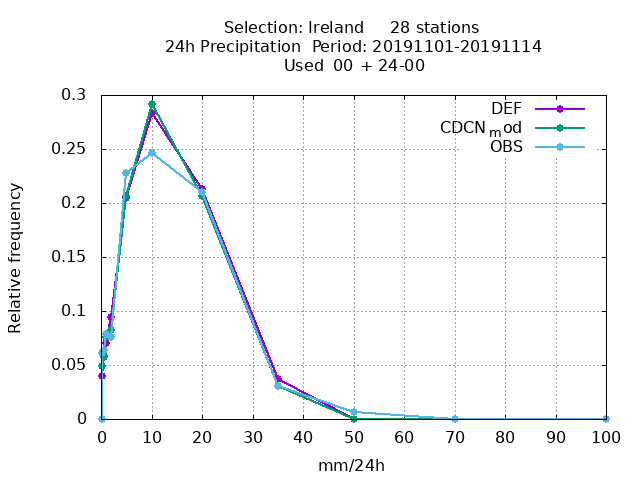 Selection: Ireland 28 stations
24h Precipitation Period: 20191101-20191114
Used 00 + 24-00
DEF
CDCN_mod
OBS
0.3
0.25
0.2
0.15
0.1
0.05
0
Relative frequency
0 10 20 30 40 50 60 70 80 90 100
mm/24h